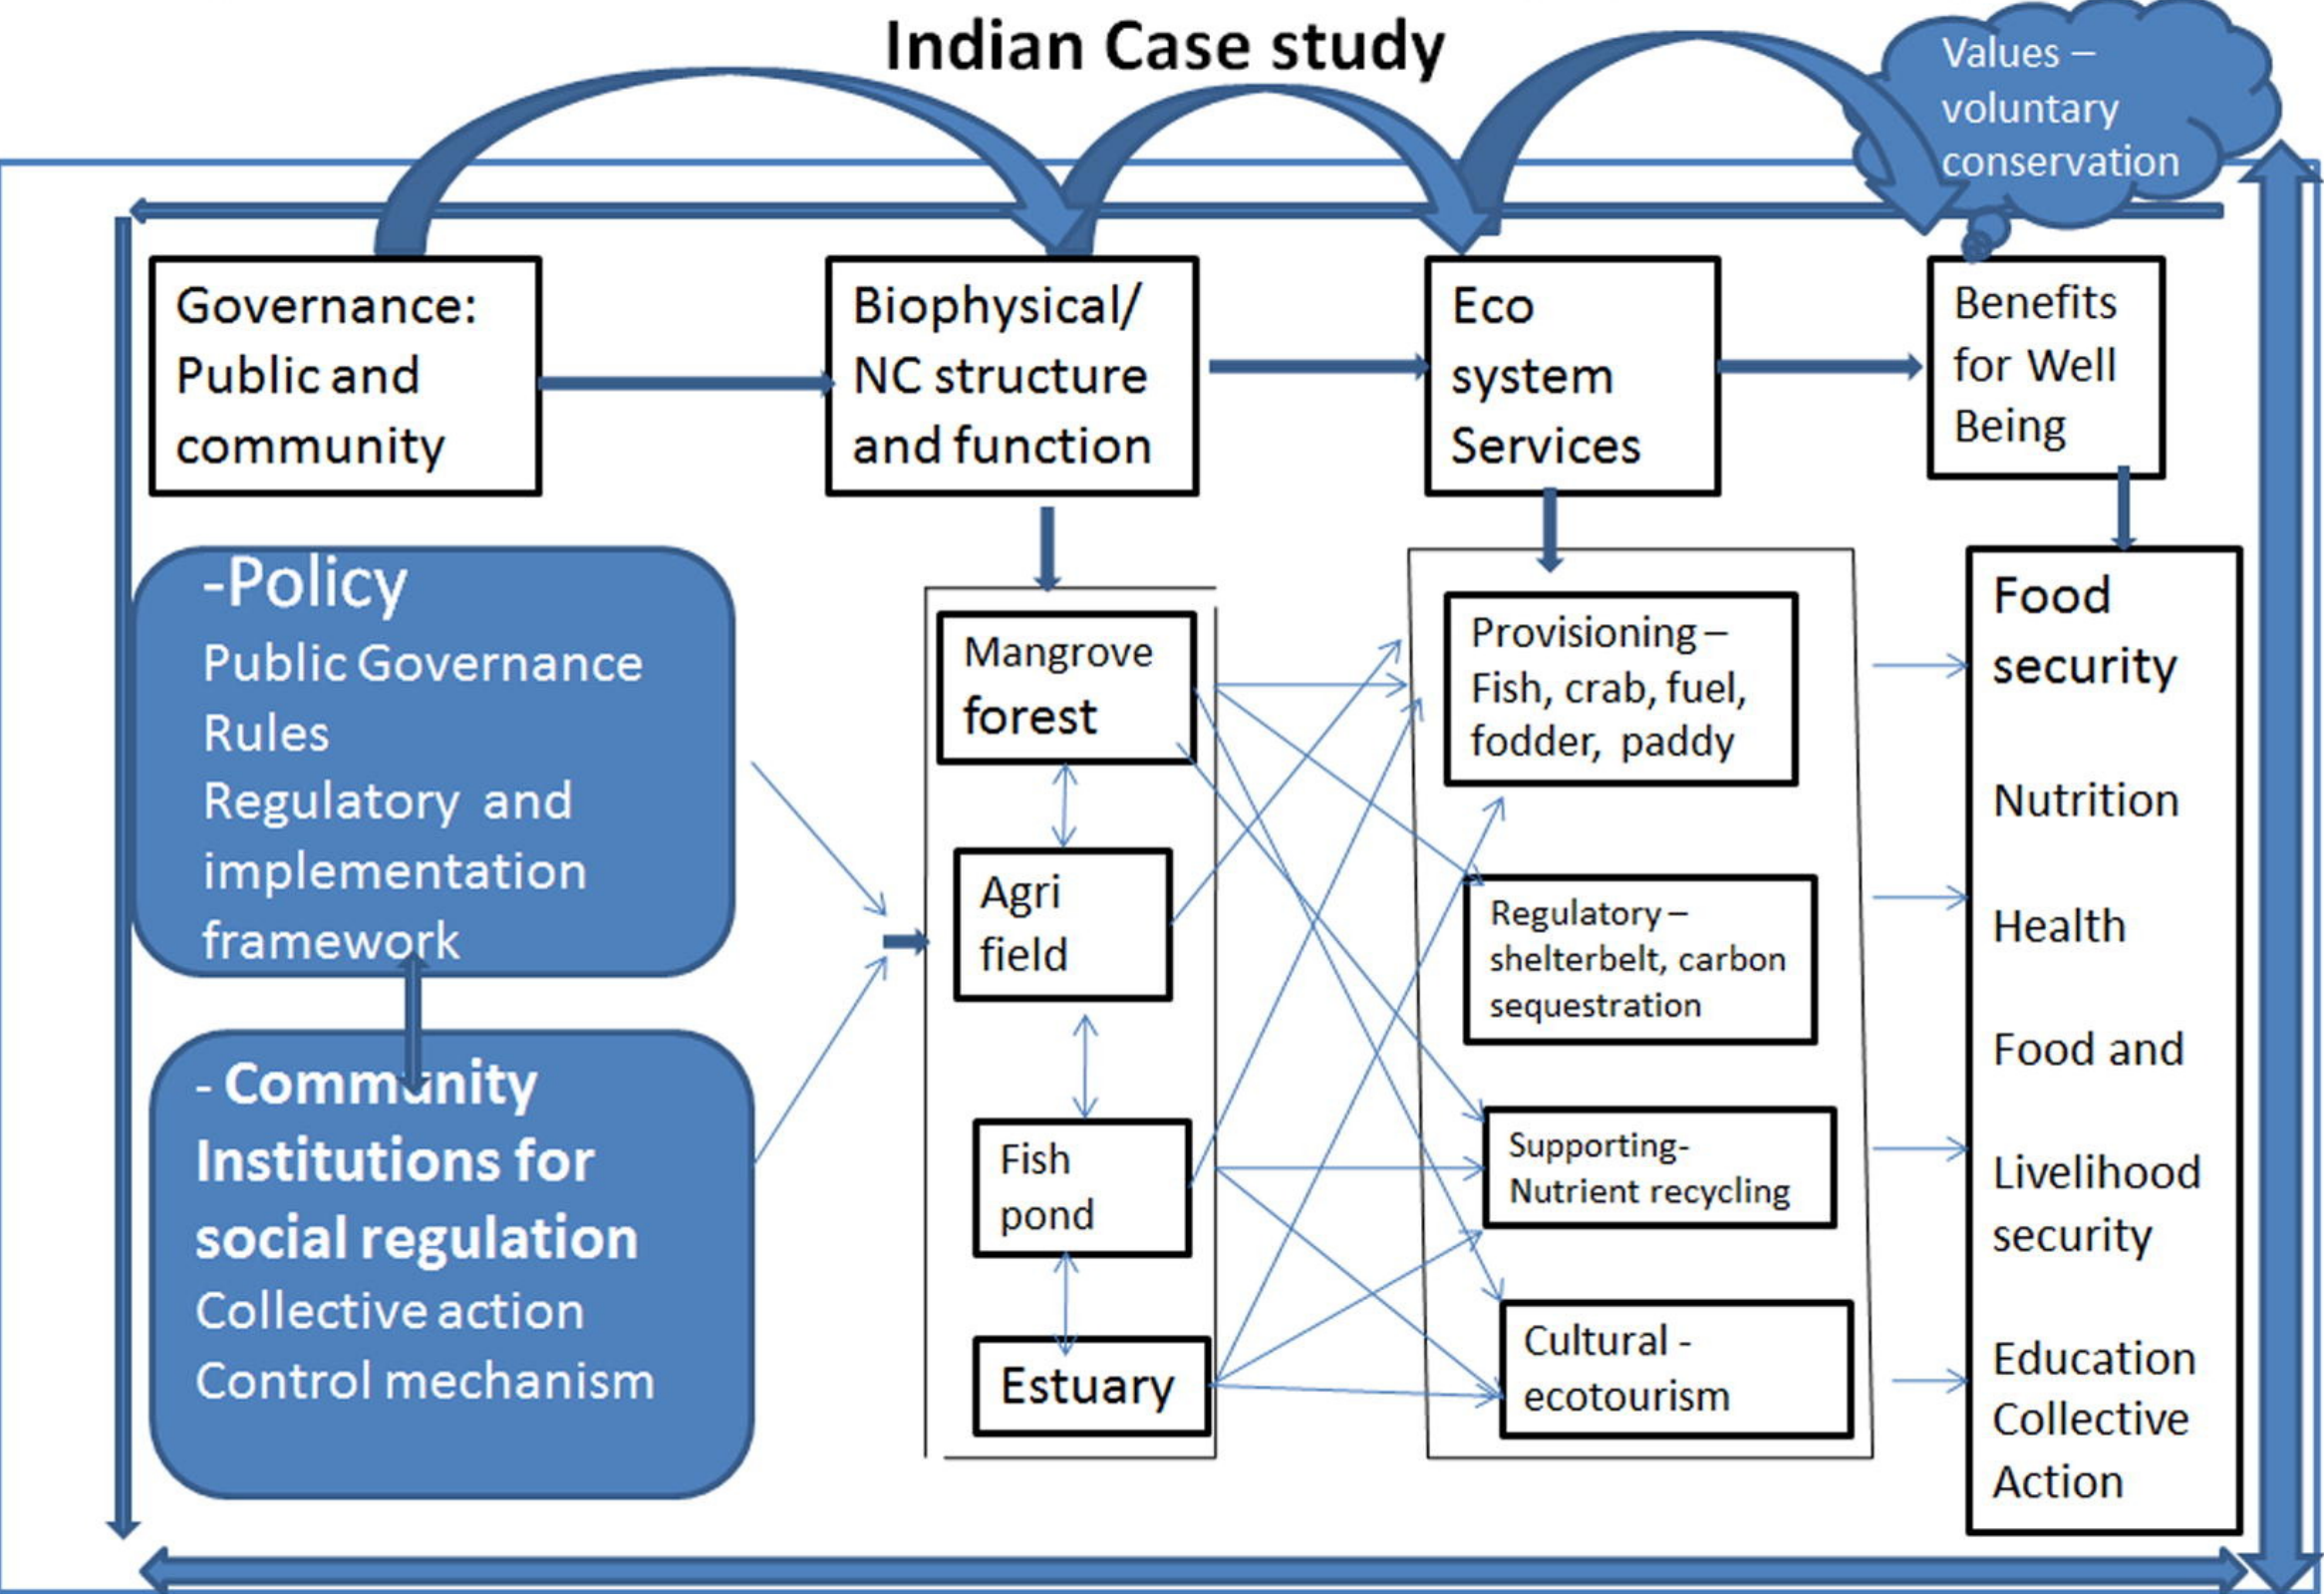 Indian Case study
Values –
voluntary
conservation
Governance:
Public and
community
Biophysical/
NC structure
and function
Eco
system
Services
Benefits
for Well
Being
-Policy
Public Governance
Rules
Regulatory and
implementation
framework
- Community
Institutions for
social regulation
Collective action
Control mechanism
Mangrove
forest
Agri
field
Fish
pond
Estuary
Provisioning –
Fish, crab, fuel,
fodder, paddy
Regulatory –
shelterbelt, carbon
sequestration
Supporting-
Nutrient recycling
Cultural -
ecotourism
Food
security
Nutrition
Health
Food and
Livelihood
security
Education
Collective
Action